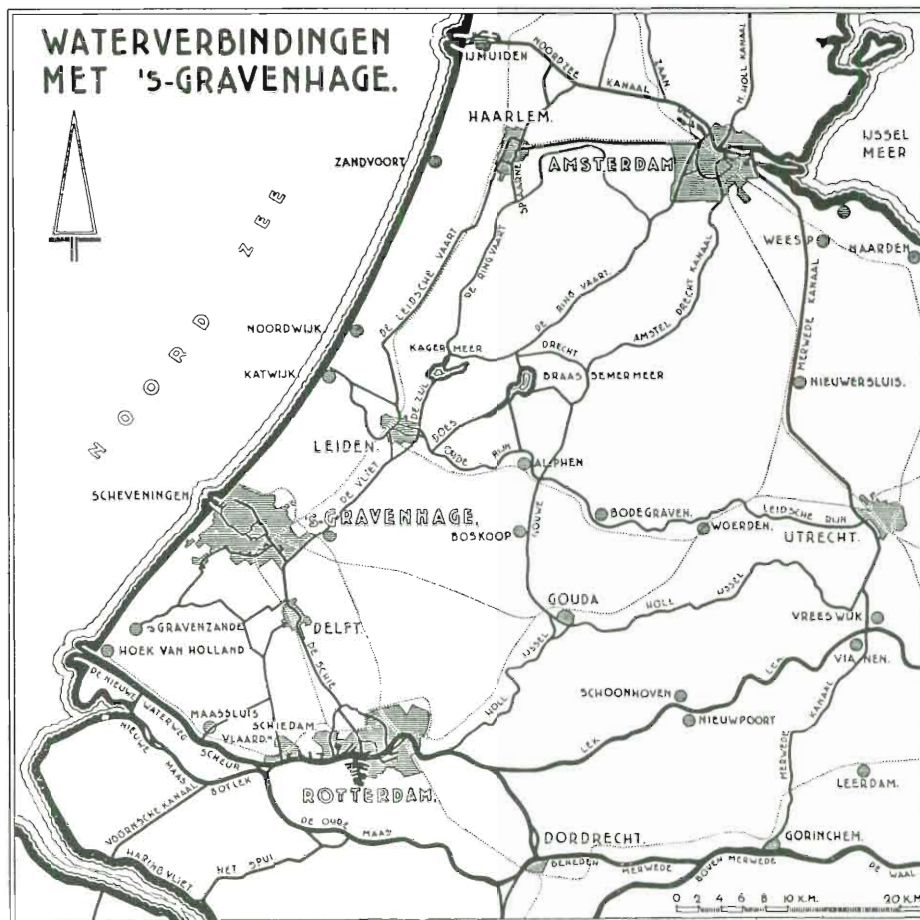 WATERVERBINDINGEN
MET 'S-GRAVENHAGE.
IJMUIDEN
NOORDZEE KANAAL
ZAAN
N. HOLL KANAAL
HAARLEM.
IJSSEL
MEER
ZANDVOORT
AMSTERDAM
SPAARNE
WEESP
NAARDEN
NOORD ZEE
DE LEIDSCHE VAART
DE RINGVAART
DE RING VAART.
AMSTEL DRECHT KANAAL
MERWEDE KANAAL
NOORDWIJK.
KAGERMEER
DRECHT
KATWIJK.
BRAASSEMERMEER
NIEUWERSLUIS.
DE ZIJL
DOES
LEIDEN.
OUDE RIJN
ALPHEN
DE VLIET
SCHEVENINGEN
'S-GRAVENHAGE.
BOSKOOP
GOUWE
BODEGRAVEN.
WOERDEN.
LEIDSCHE RIJN
UTRECHT.
GOUDA
HOLL IJSSEL
VREESWIJK
'S GRAVENZANDE
DELFT.
HOEK VAN HOLLAND
DE SCHIE
HOLL IJSSEL
LEK
VIANEN.
DE NIEUWE WATERWEG
MAASSLUIS
SCHIEDAM
VLAARDN
SCHEUR
SCHOONHOVEN
NIEUWPOORT
LEK
MERWEDE KANAAL
NIEUWE MAAS
BOTLEK
ROTTERDAM.
LEERDAM.
VOORNSCHE KANAAL
DE OUDE MAAS
DORDRECHT.
GORINCHEM.
HARINGVLIET
HET SPUI
BENEDEN MERWEDE
BOVEN MERWEDE
DE WAAL
0 2 4 6 8 10 K.M. 20 KM